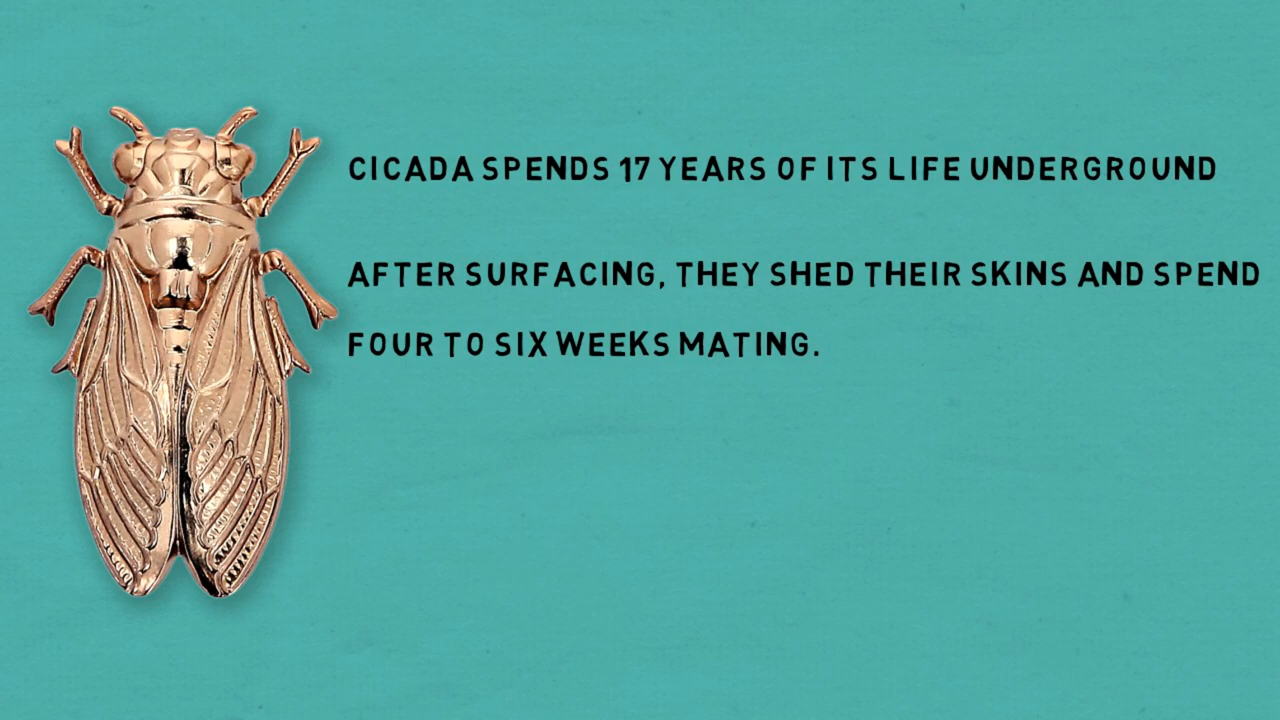 CICADA SPENDS 17 YEARS OF ITS LIFE UNDERGROUND
AFTER SURFACING, THEY SHED THEIR SKINS AND SPEND
FOUR TO SIX WEEKS MATING.